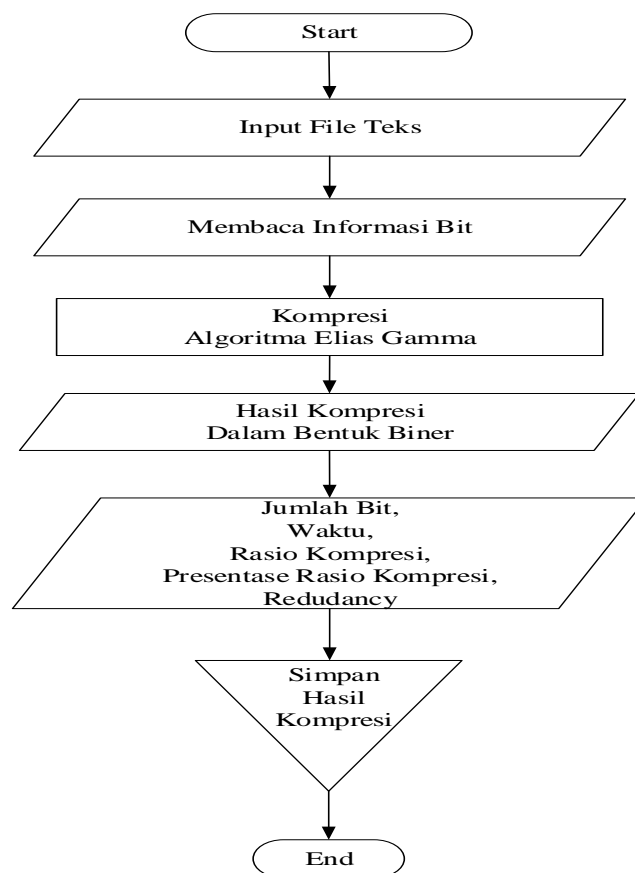 Start
Input File Teks
Membaca Informasi Bit
Kompresi
Algoritma Elias Gamma
Hasil Kompresi
Dalam Bentuk Biner
Jumlah Bit,
Waktu,
Rasio Kompresi,
Presentase Rasio Kompresi,
Redudancy
Simpan
Hasil
Kompresi
End